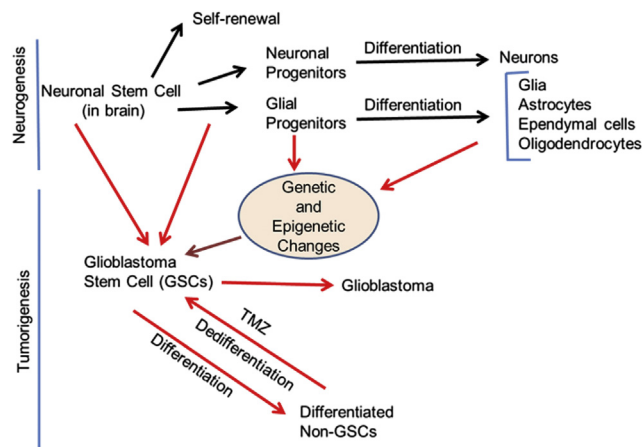 Self-renewal
Neurogenesis
Neuronal Stem Cell
(in brain)
Neuronal
Progenitors
Differentiation
Neurons
Glial
Progenitors
Differentiation
Glia
Astrocytes
Ependymal cells
Oligodendrocytes
Genetic
and
Epigenetic
Changes
Tumorigenesis
Glioblastoma
Stem Cell (GSCs)
Glioblastoma
TMZ
Dedifferentiation
Differentiation
Differentiated
Non-GSCs